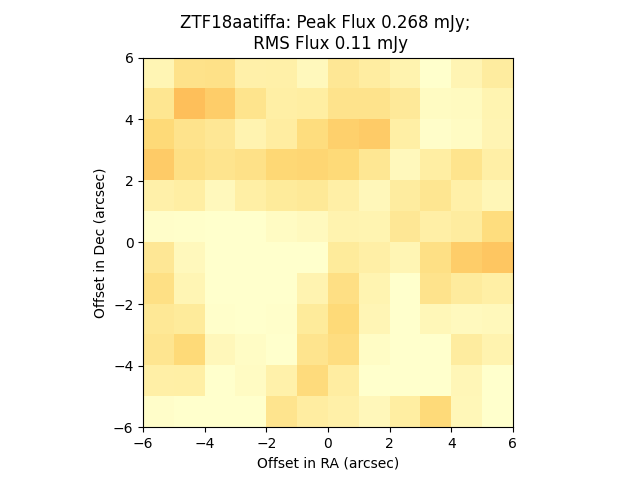 ZTF18aatiffa: Peak Flux 0.268 mJy;
RMS Flux 0.11 mJy
6
4
2
0
−2
−4
−6
Offset in Dec (arcsec)
−6 −4 −2 0 2 4 6
Offset in RA (arcsec)